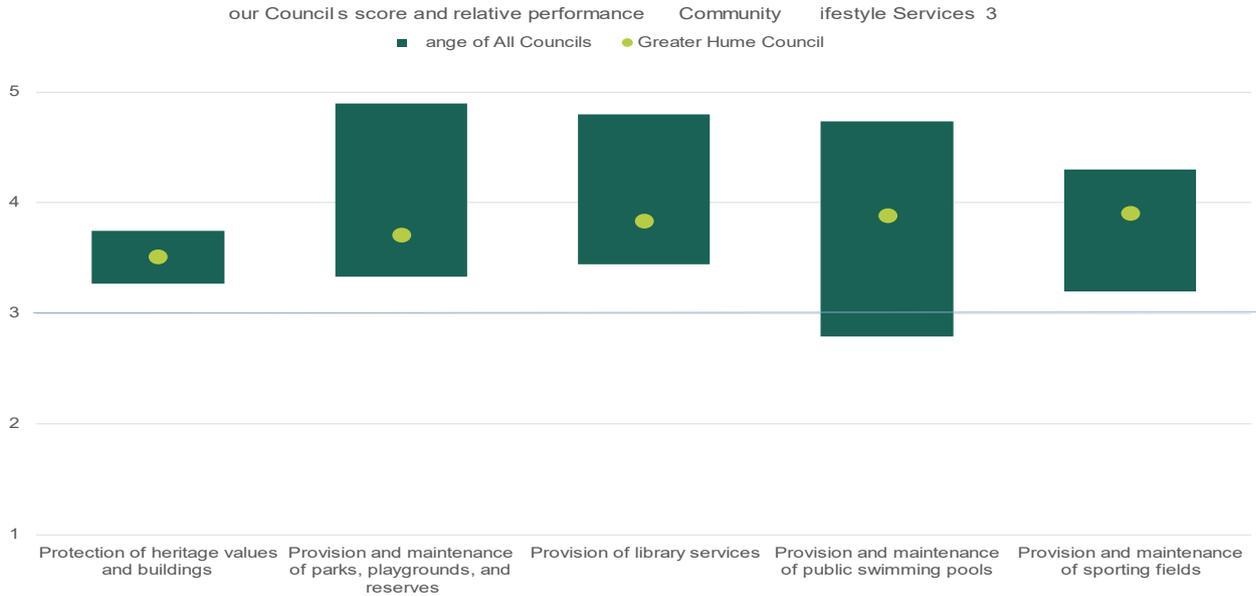 our Council s score and relative performance Community ifestyle Services 3
ange of All Councils Greater Hume Council
5
4
3
2
1
Protection of heritage values
and buildings
Provision and maintenance
of parks, playgrounds, and
reserves
Provision of library services
Provision and maintenance
of public swimming pools
Provision and maintenance
of sporting fields